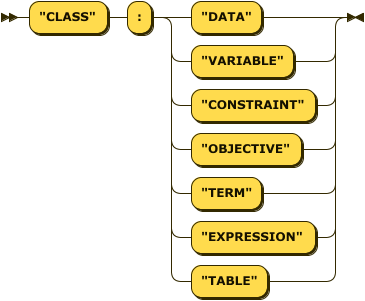 "CLASS" : "DATA"
"VARIABLE"
"CONSTRAINT"
"OBJECTIVE"
"TERM"
"EXPRESSION"
"TABLE"